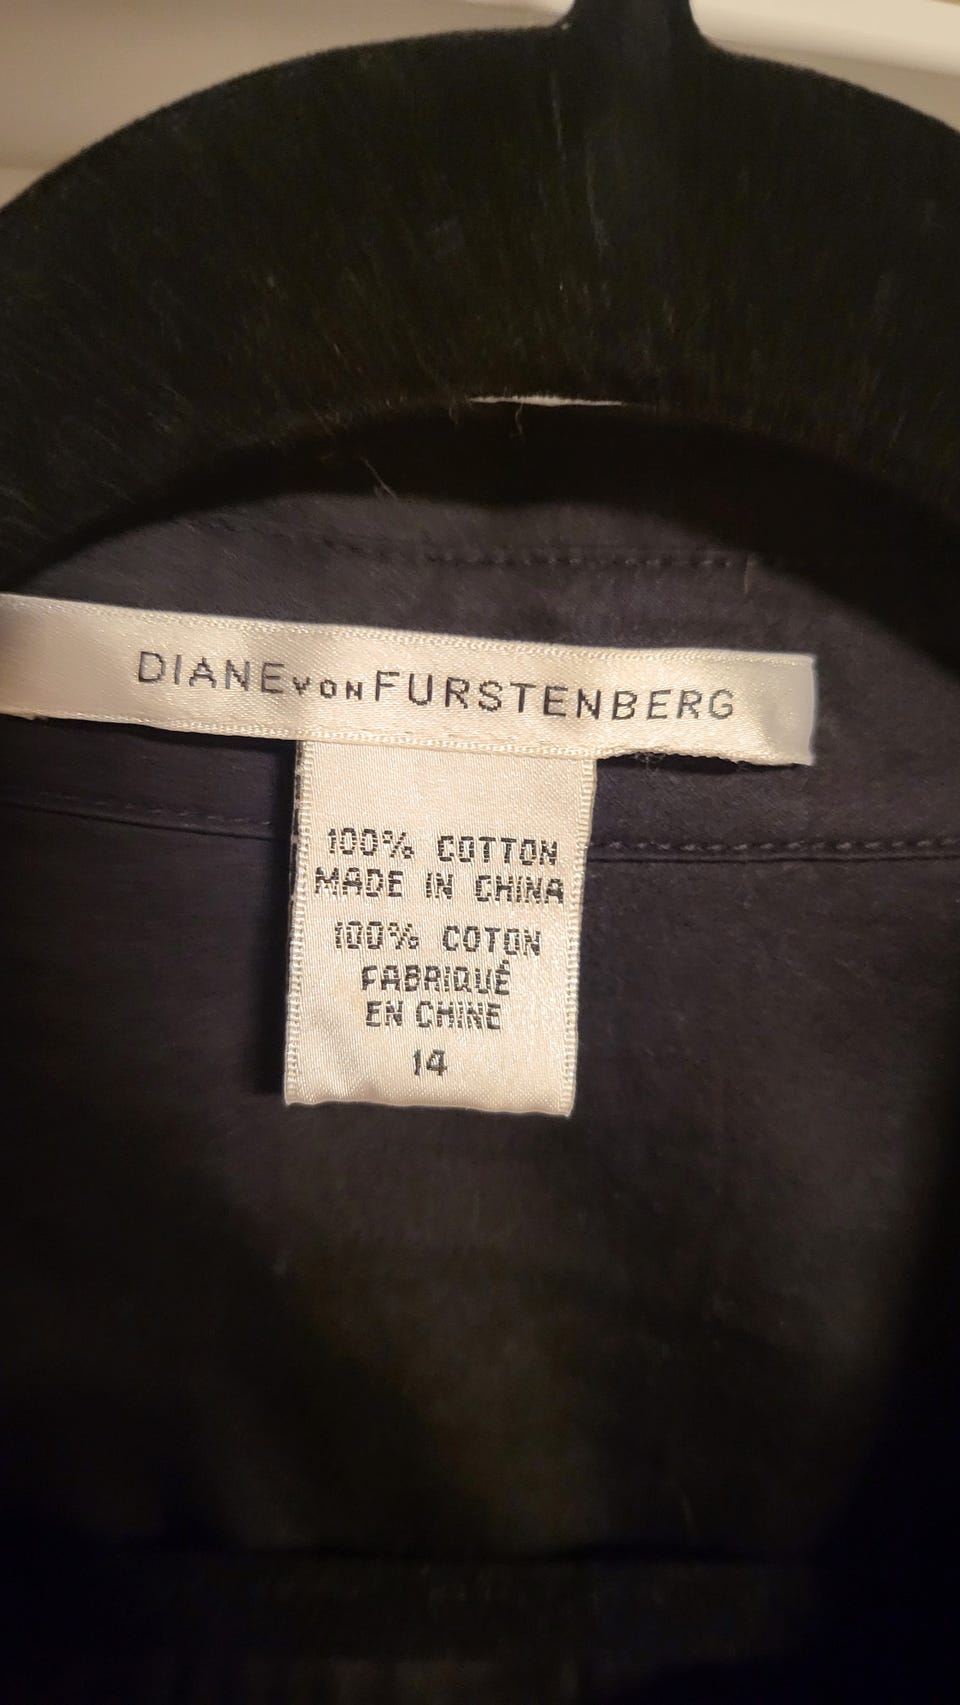 DIANE VON FURSTENBERG
100% COTTON
MADE IN CHINA
100% COTON
FABRIQUÉ
EN CHINE
14